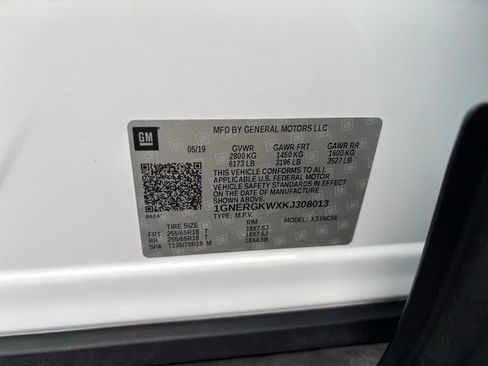 GM
MFD BY GENERAL MOTORS LLC
05/19 GVWR GAWR FRT GAWR RR
2800 KG 1450 KG 1600 KG
6173 LB 3196 LB 3527 LB
THIS VEHICLE CONFORMS TO ALL
APPLICABLE U.S. FEDERAL MOTOR
VEHICLE SAFETY STANDARDS IN
EFFECT ON THE DATE OF MANUFACTURE
SHOWN ABOVE.
1GNERGKWXKJ308013
0624 TYPE: M.P.V. MODEL: X31NC56
TIRE SIZE RIM
FRT 255/65R18 T 18X7.5J
RR 255/65R18 T 18X7.5J
SPA T135/70R18 M 18X4.5B